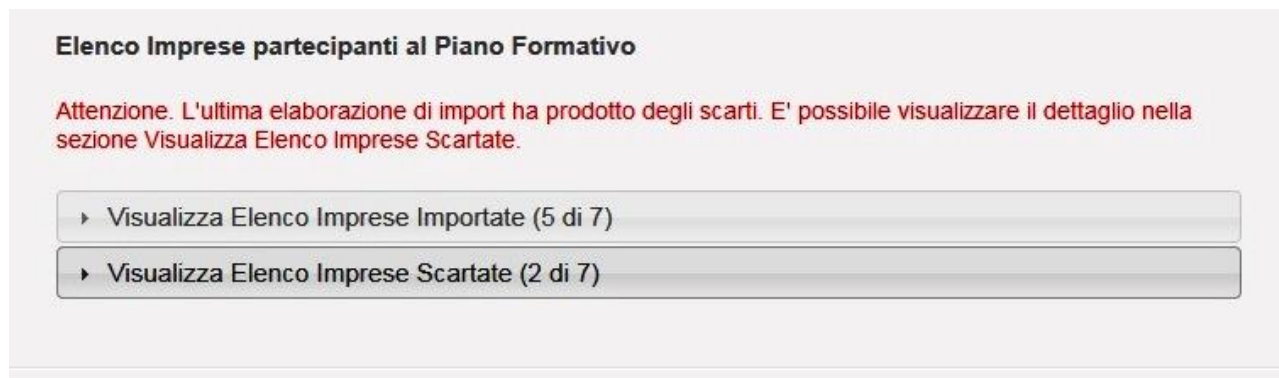 Elenco Imprese partecipanti al Piano Formativo
Attenzione. L'ultima elaborazione di import ha prodotto degli scarti. E' possibile visualizzare il dettaglio nella
sezione Visualizza Elenco Imprese Scartate.
Visualizza Elenco Imprese Importate (5 di 7)
Visualizza Elenco Imprese Scartate (2 di 7)